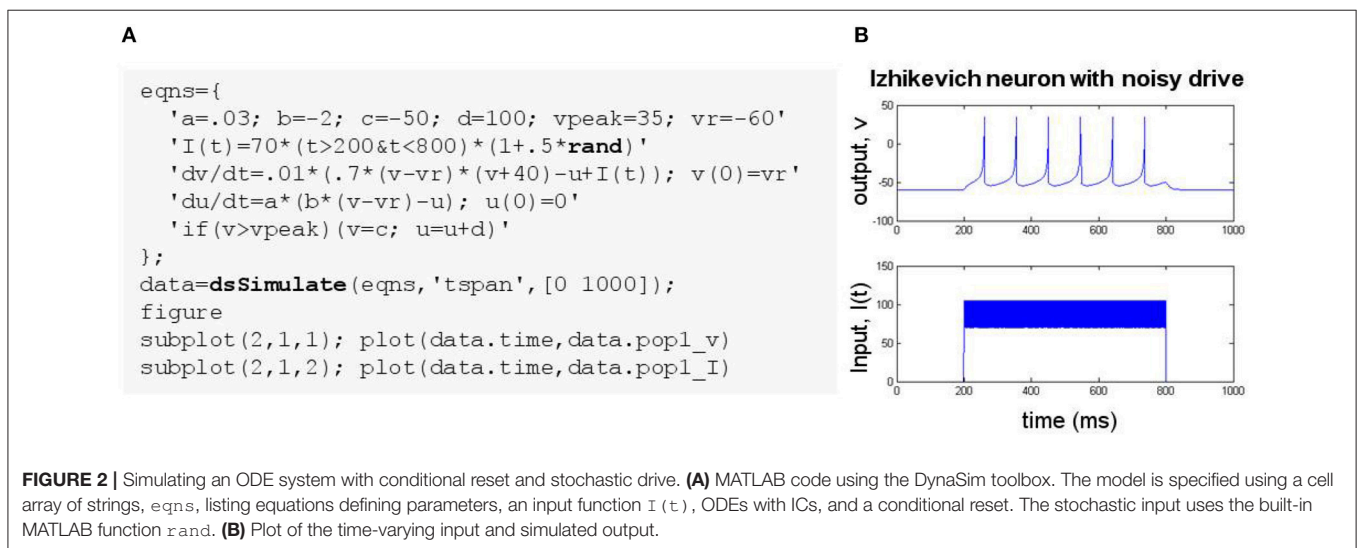 A
eqns={
'a=.03; b=-2; c=-50; d=100; vpeak=35; vr=-60'
'I(t)=70*(t>200&t<800)*(1+.5*rand)'
'dv/dt=.01*(.7*(v-vr)*(v+40)-u+I(t)); v(0)=vr'
'du/dt=a*(b*(v-vr)-u); u(0)=0'
'if(v>vpeak)(v=c; u=u+d)'
};
data=dsSimulate(eqns,'tspan',[0 1000]);
figure
subplot(2,1,1); plot(data.time,data.pop1_v)
subplot(2,1,2); plot(data.time,data.pop1_I)
B
Izhikevich neuron with noisy drive
output, v
50
0
-50
-100
0 200 400 600 800 1000
Input, I(t)
150
100
50
0
0 200 400 600 800 1000
time (ms)
FIGURE 2 | Simulating an ODE system with conditional reset and stochastic drive. (A) MATLAB code using the DynaSim toolbox. The model is specified using a cell
array of strings, eqns, listing equations defining parameters, an input function I(t), ODEs with ICs, and a conditional reset. The stochastic input uses the built-in
MATLAB function rand. (B) Plot of the time-varying input and simulated output.